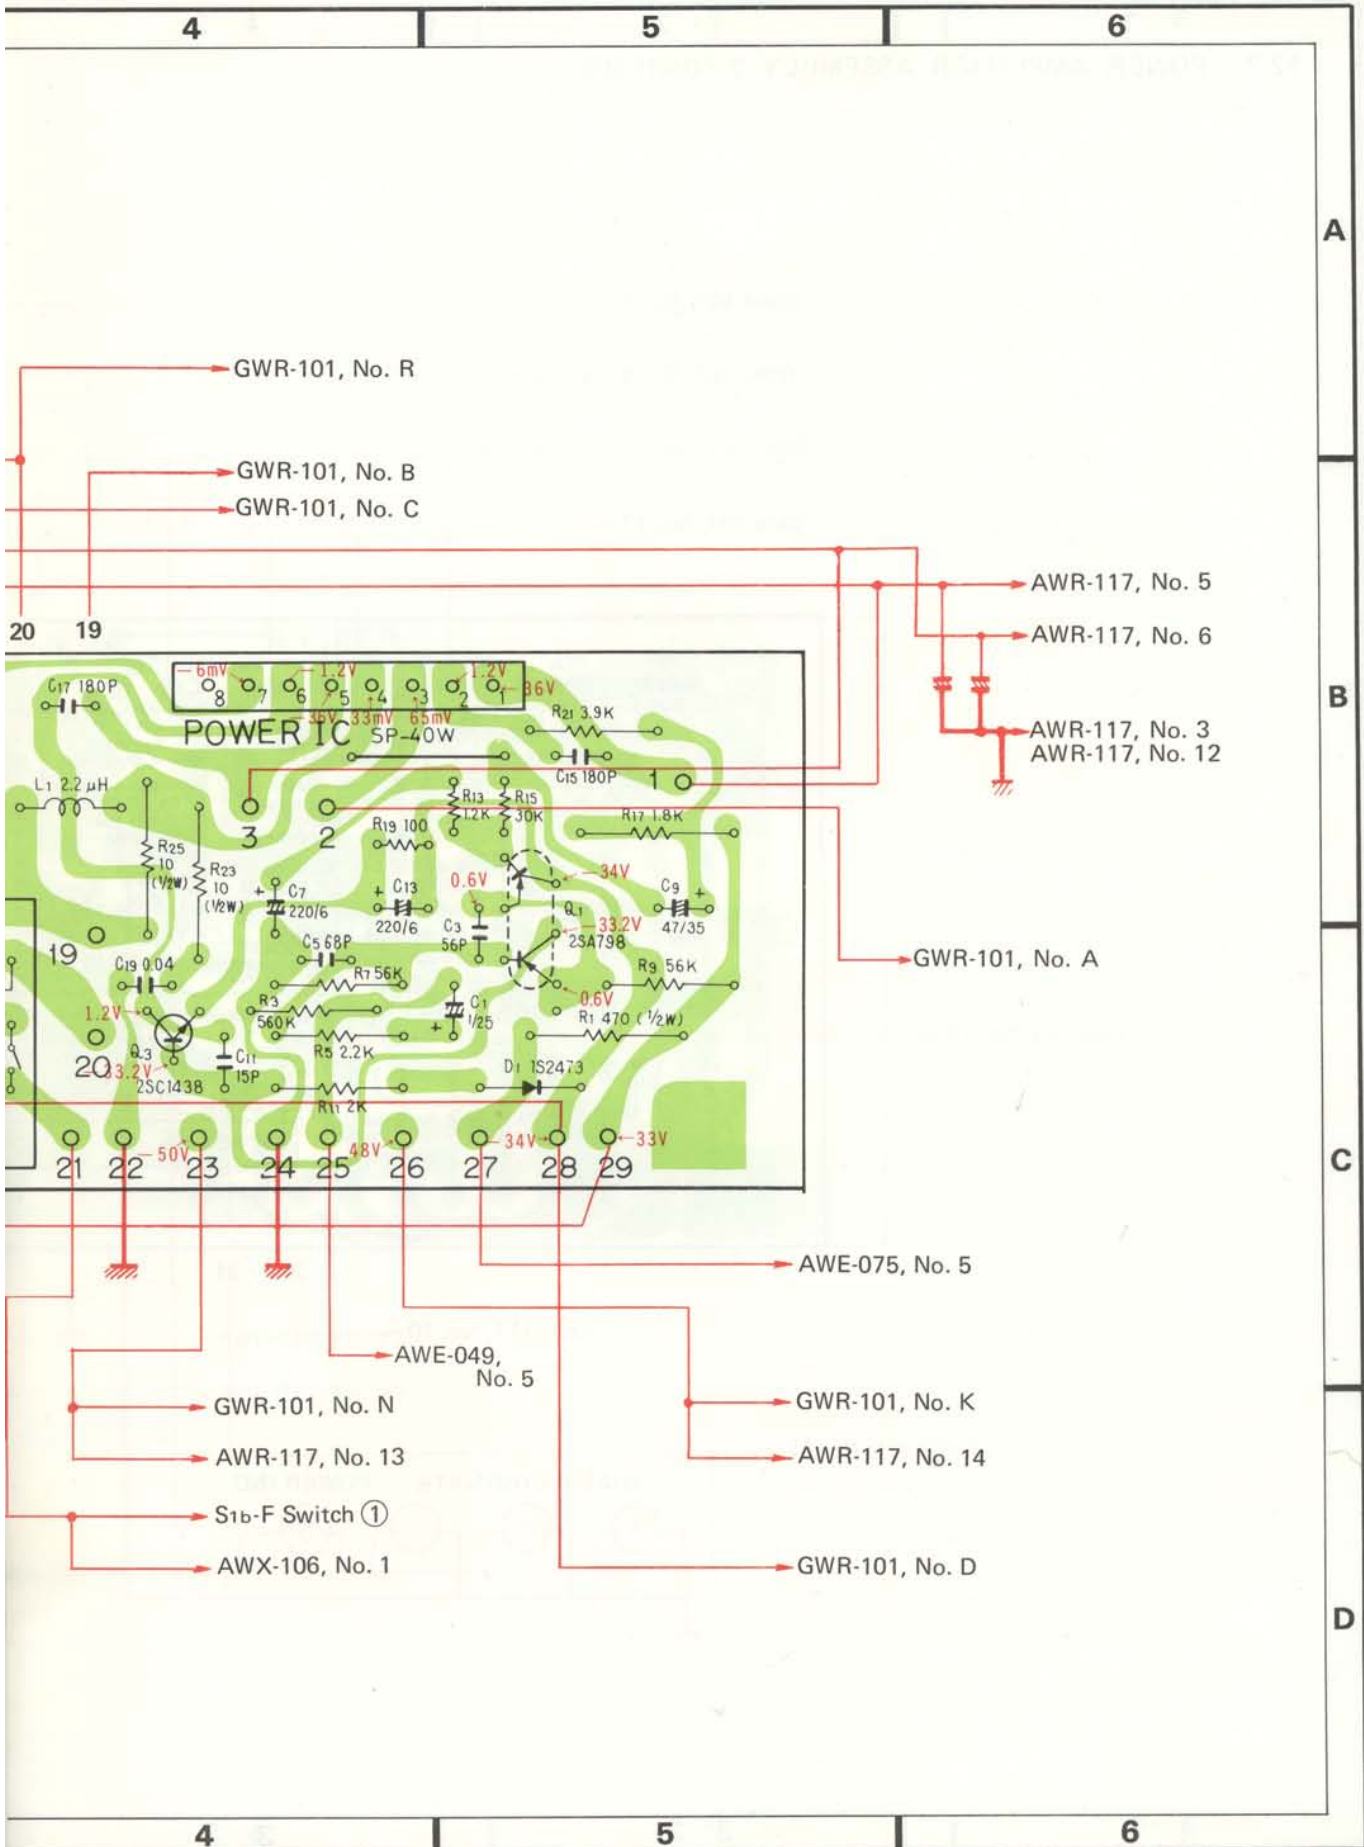 4 5 6
A
GWR-101, No. R
GWR-101, No. B
GWR-101, No. C
AWR-117, No. 5
20 19
AWR-117, No. 6
C17 180P
−6mV −1.2V 1.2V
8 7 6 5 4 3 2 1
−36V
−35V 33mV 65mV
B
R21 3.9K
POWER IC SP-40W
AWR-117, No. 3
AWR-117, No. 12
C15 180P
1
L1 2.2 μH
R13 1.2K
R15 30K
3 2
R19 100
R17 1.8K
R25 10 (½W)
R23 10 (½W)
−34V
0.6V
+ C7 220/6
+ C13 220/6
C9 +
47/35
Q1
2SA798
−33.2V
C3 56P
19
C5 68P
GWR-101, No. A
C19 0.04
R7 56K
R9 56K
0.6V
1.2V
R3 560K
C1 1/25
+
R1 470 (½W)
20
Q3
R5 2.2K
−33.2V
2SC1438
C11 15P
D1 1S2473
R11 2K
−50V 48V −34V −33V
21 22 23 24 25 26 27 28 29
C
AWE-075, No. 5
AWE-049,
No. 5
GWR-101, No. N
GWR-101, No. K
AWR-117, No. 13
AWR-117, No. 14
S1b-F Switch ①
AWX-106, No. 1
GWR-101, No. D
D
4 5 6